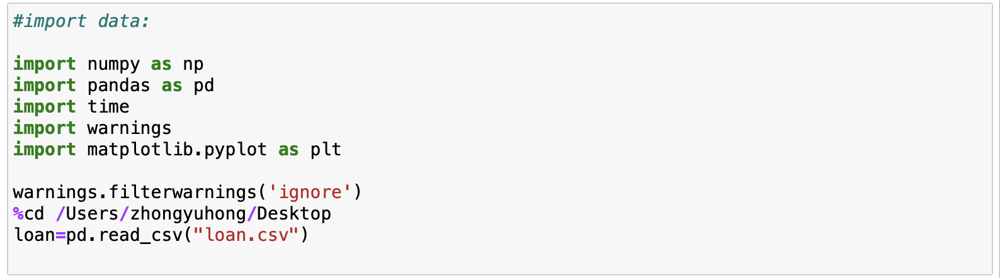 #import data:
import numpy as np
import pandas as pd
import time
import warnings
import matplotlib.pyplot as plt
warnings.filterwarnings('ignore')
%cd /Users/zhongyuhong/Desktop
loan=pd.read_csv("loan.csv")